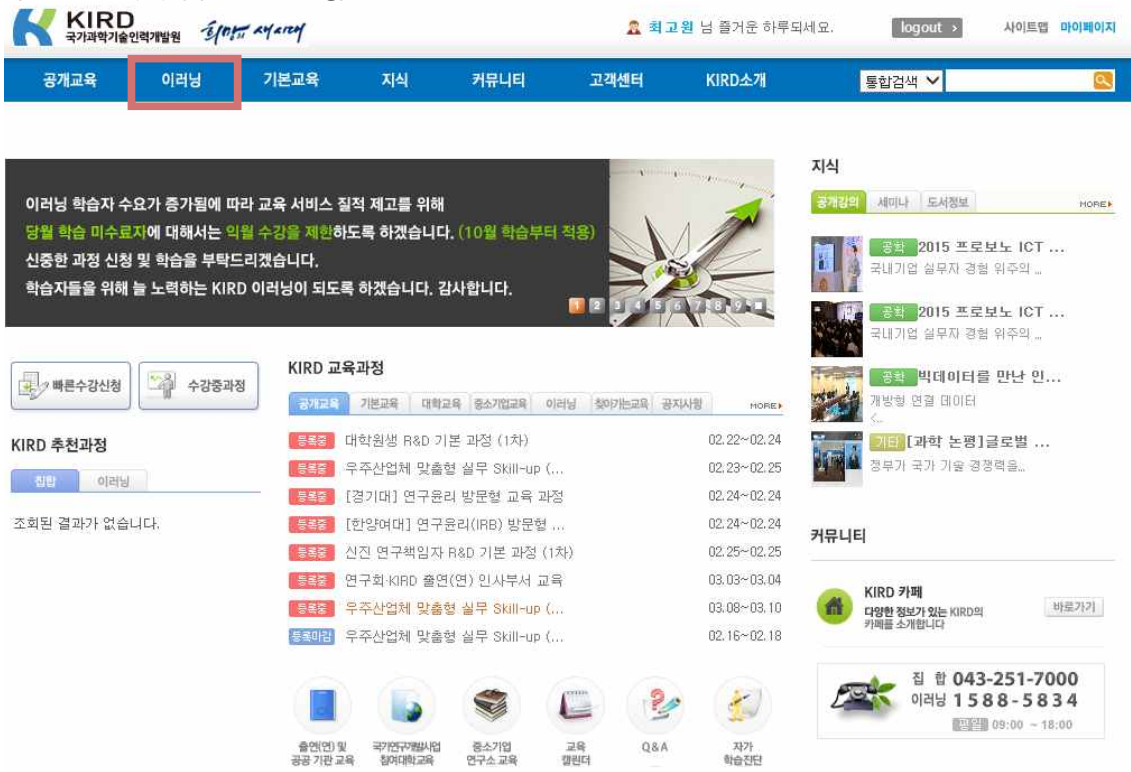 KIRD
국가과학기술인력개발원
희망의 새시대
최고원 님 즐거운 하루되세요.
logout >
사이트맵 마이페이지
공개교육 이러닝 기본교육 지식 커뮤니티 고객센터 KIRD소개
통합검색
이러닝 학습자 수요가 증가됨에 따라 교육 서비스 질적 제고를 위해
당월 학습 미수료자에 대해서는 익월 수강을 제한하도록 하겠습니다. (10월 학습부터 적용)
신중한 과정 신청 및 학습을 부탁드리겠습니다.
학습자들을 위해 늘 노력하는 KIRD 이러닝이 되도록 하겠습니다. 감사합니다.
1 2 3 4 5 6 7 8 9
빠른수강신청
수강중과정
KIRD 추천과정
집합 이러닝
조회된 결과가 없습니다.
KIRD 교육과정
공개교육 기본교육 대학교육 중소기업교육 이러닝 찾아가는교육 공지사항 MORE
등록중 대학원생 R&D 기본 과정 (1차) 02.22~02.24
등록중 우주산업체 맞춤형 실무 Skill-up (... 02.23~02.25
등록중 [경기대] 연구윤리 방문형 교육 과정 02.24~02.24
등록중 [한양여대] 연구윤리(IRB) 방문형 ... 02.24~02.24
등록중 신진 연구책임자 R&D 기본 과정 (1차) 02.25~02.25
등록중 연구회·KIRD 출연(연) 인사부서 교육 03.03~03.04
등록중 우주산업체 맞춤형 실무 Skill-up (... 03.08~03.10
등록마감 우주산업체 맞춤형 실무 Skill-up (... 02.16~02.18
출연(연) 및
공공 기관 교육
국가연구개발사업
참여대학교육
중소기업
연구소 교육
교육
캘린더
Q&A
자가
학습진단
지식
공개강의 세미나 도서정보 MORE
공학 2015 프로보노 ICT ...
국내기업 실무자 경험 위주의 ...
공학 2015 프로보노 ICT ...
국내기업 실무자 경험 위주의 ...
공학 빅데이터를 만난 인...
개방형 연결 데이터
<...
기타 [과학 논평]글로벌 ...
정부가 국가 기술 경쟁력을...
커뮤니티
KIRD 카페
다양한 정보가 있는 KIRD의
카페를 소개합니다
바로가기
집 합 043-251-7000
이러닝 1588-5834
평일 09:00 ~ 18:00